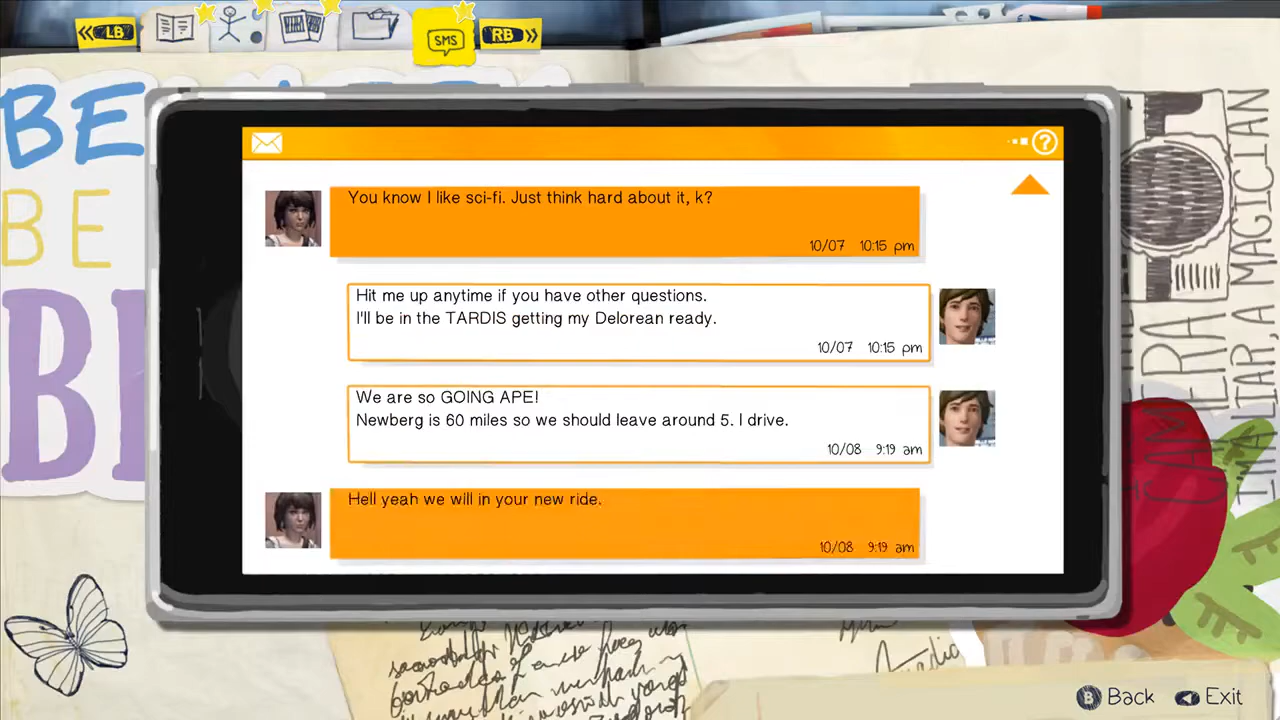 LB
SMS
RB
BE
BE
BE
You know I like sci-fi. Just think hard about it, k?
10/07 10:15 pm
Hit me up anytime if you have other questions.
I'll be in the TARDIS getting my Delorean ready.
10/07 10:15 pm
We are so GOING APE!
Newberg is 60 miles so we should leave around 5. I drive.
10/08 9:19 am
Hell yeah we will in your new ride.
10/08 9:19 am
A MAGICIAN
B Back
Exit